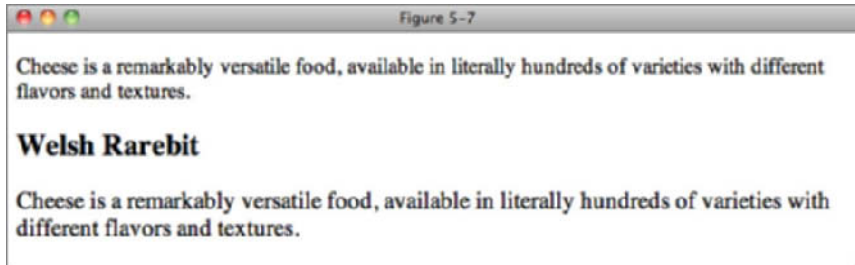 Figure 5-7
Cheese is a remarkably versatile food, available in literally hundreds of varieties with different
flavors and textures.
Welsh Rarebit
Cheese is a remarkably versatile food, available in literally hundreds of varieties with
different flavors and textures.